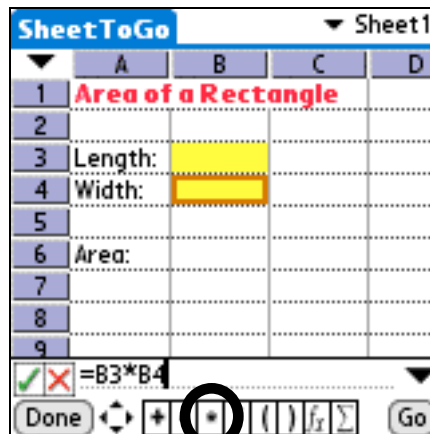 SheetToGo Sheet1
A B C D
1 Area of a Rectangle
2
3 Length:
4 Width:
5
6 Area:
7
8
9
=B3*B4
Done + * ( ) fx Σ Go